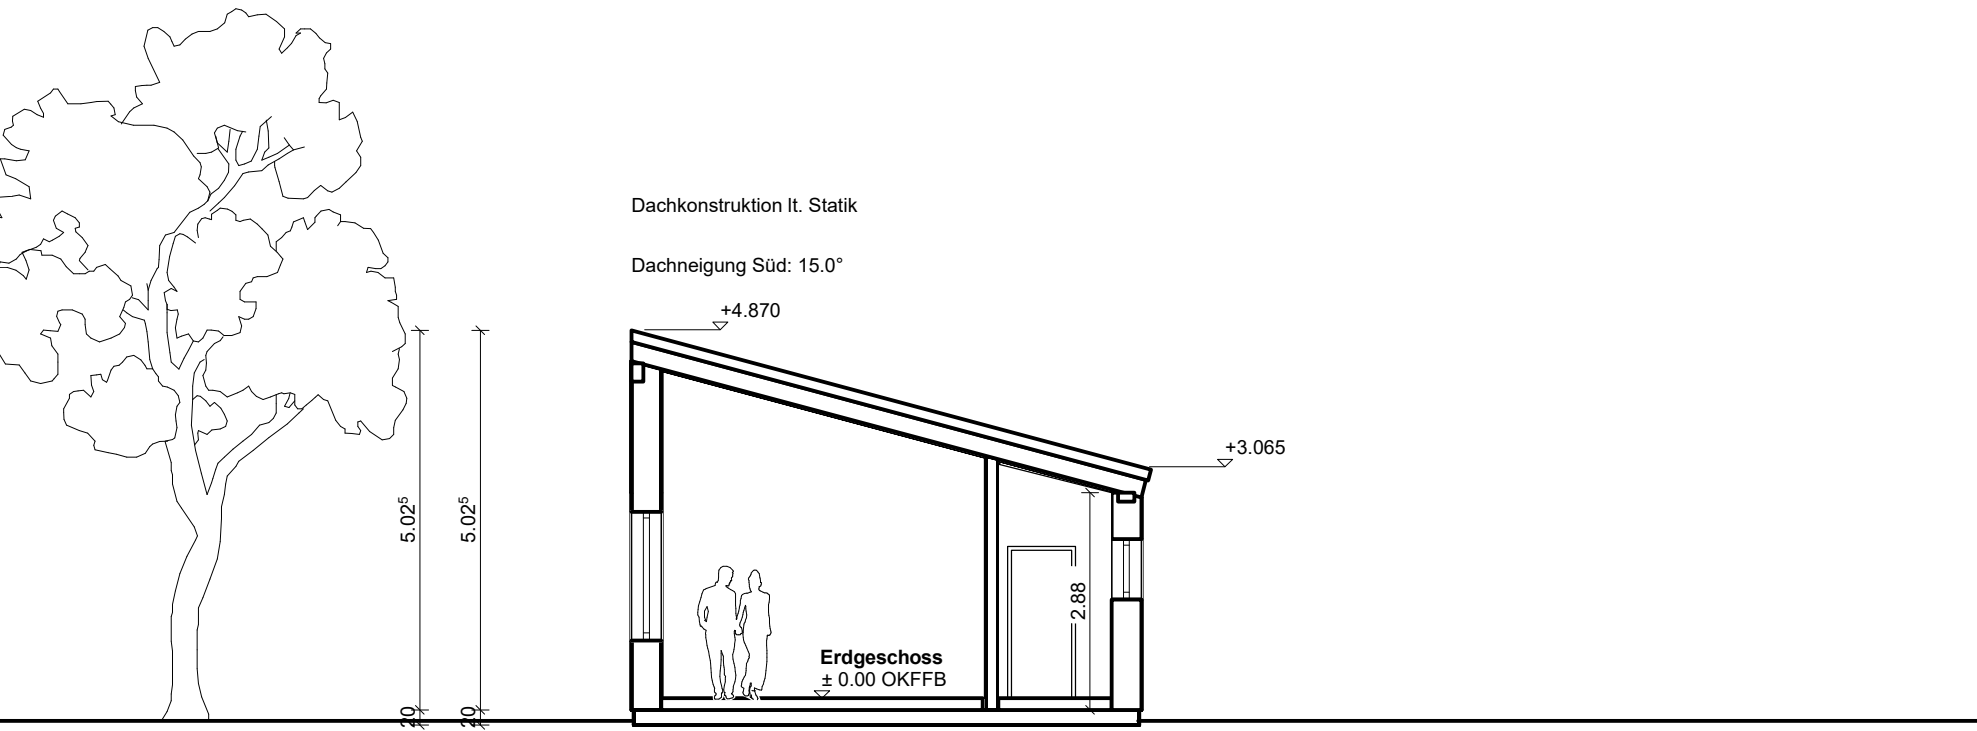 Dachkonstruktion lt. Statik
Dachneigung Süd: 15.0°
+4.870
+3.065
5.02⁵
5.02⁵
2.88
Erdgeschoss
± 0.00 OKFFB
20
20